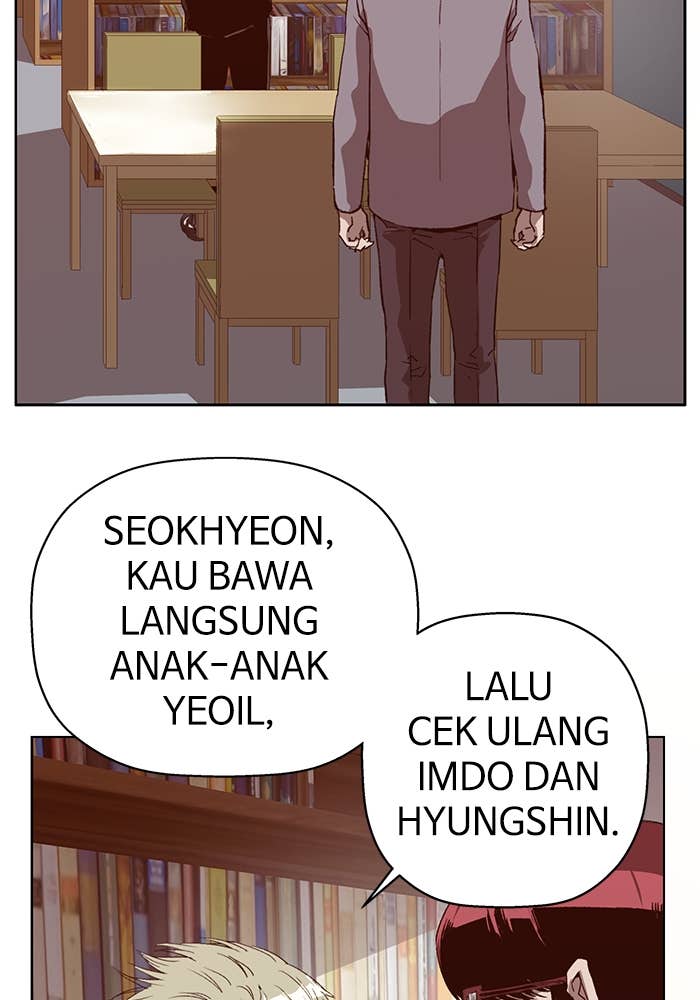 SEOKHYEON,
KAU BAWA
LANGSUNG
ANAK-ANAK
YEOIL,
LALU
CEK ULANG
IMDO DAN
HYUNGSHIN.